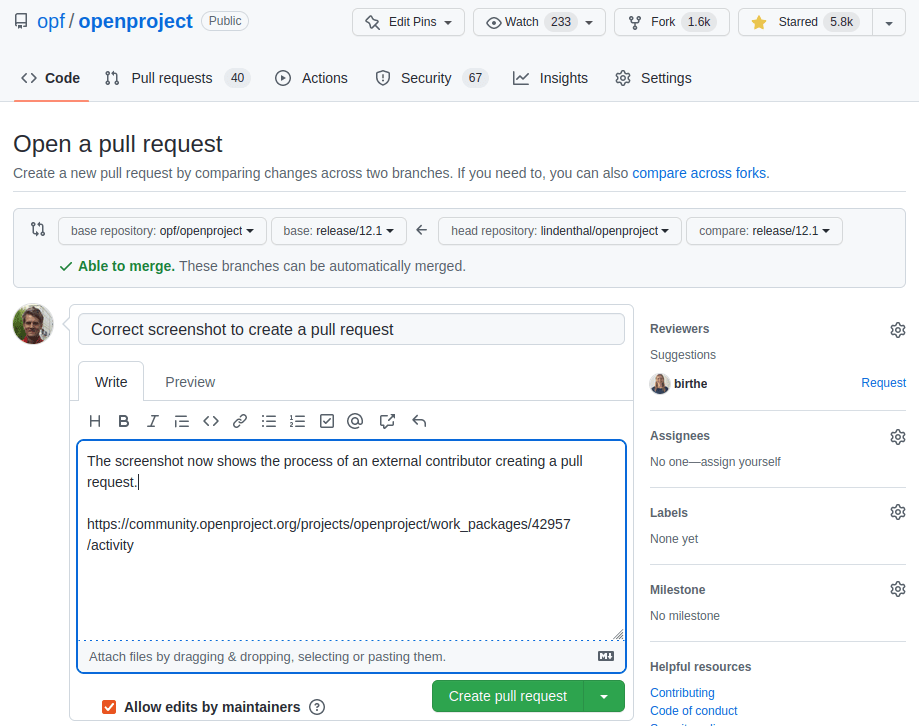 opf / openproject Public Edit Pins Watch 233 Fork 1.6k Starred 5.8k
Code Pull requests 40 Actions Security 67 Insights Settings
Open a pull request
Create a new pull request by comparing changes across two branches. If you need to, you can also compare across forks.
base repository: opf/openproject base: release/12.1 head repository: lindenthal/openproject compare: release/12.1
Able to merge. These branches can be automatically merged.
Correct screenshot to create a pull request
Write Preview
H B I @
The screenshot now shows the process of an external contributor creating a pull
request.
https://community.openproject.org/projects/openproject/work_packages/42957
/activity
Attach files by dragging & dropping, selecting or pasting them.
Allow edits by maintainers ?
Create pull request
Reviewers
Suggestions
birthe Request
Assignees
No one—assign yourself
Labels
None yet
Milestone
No milestone
Helpful resources
Contributing
Code of conduct